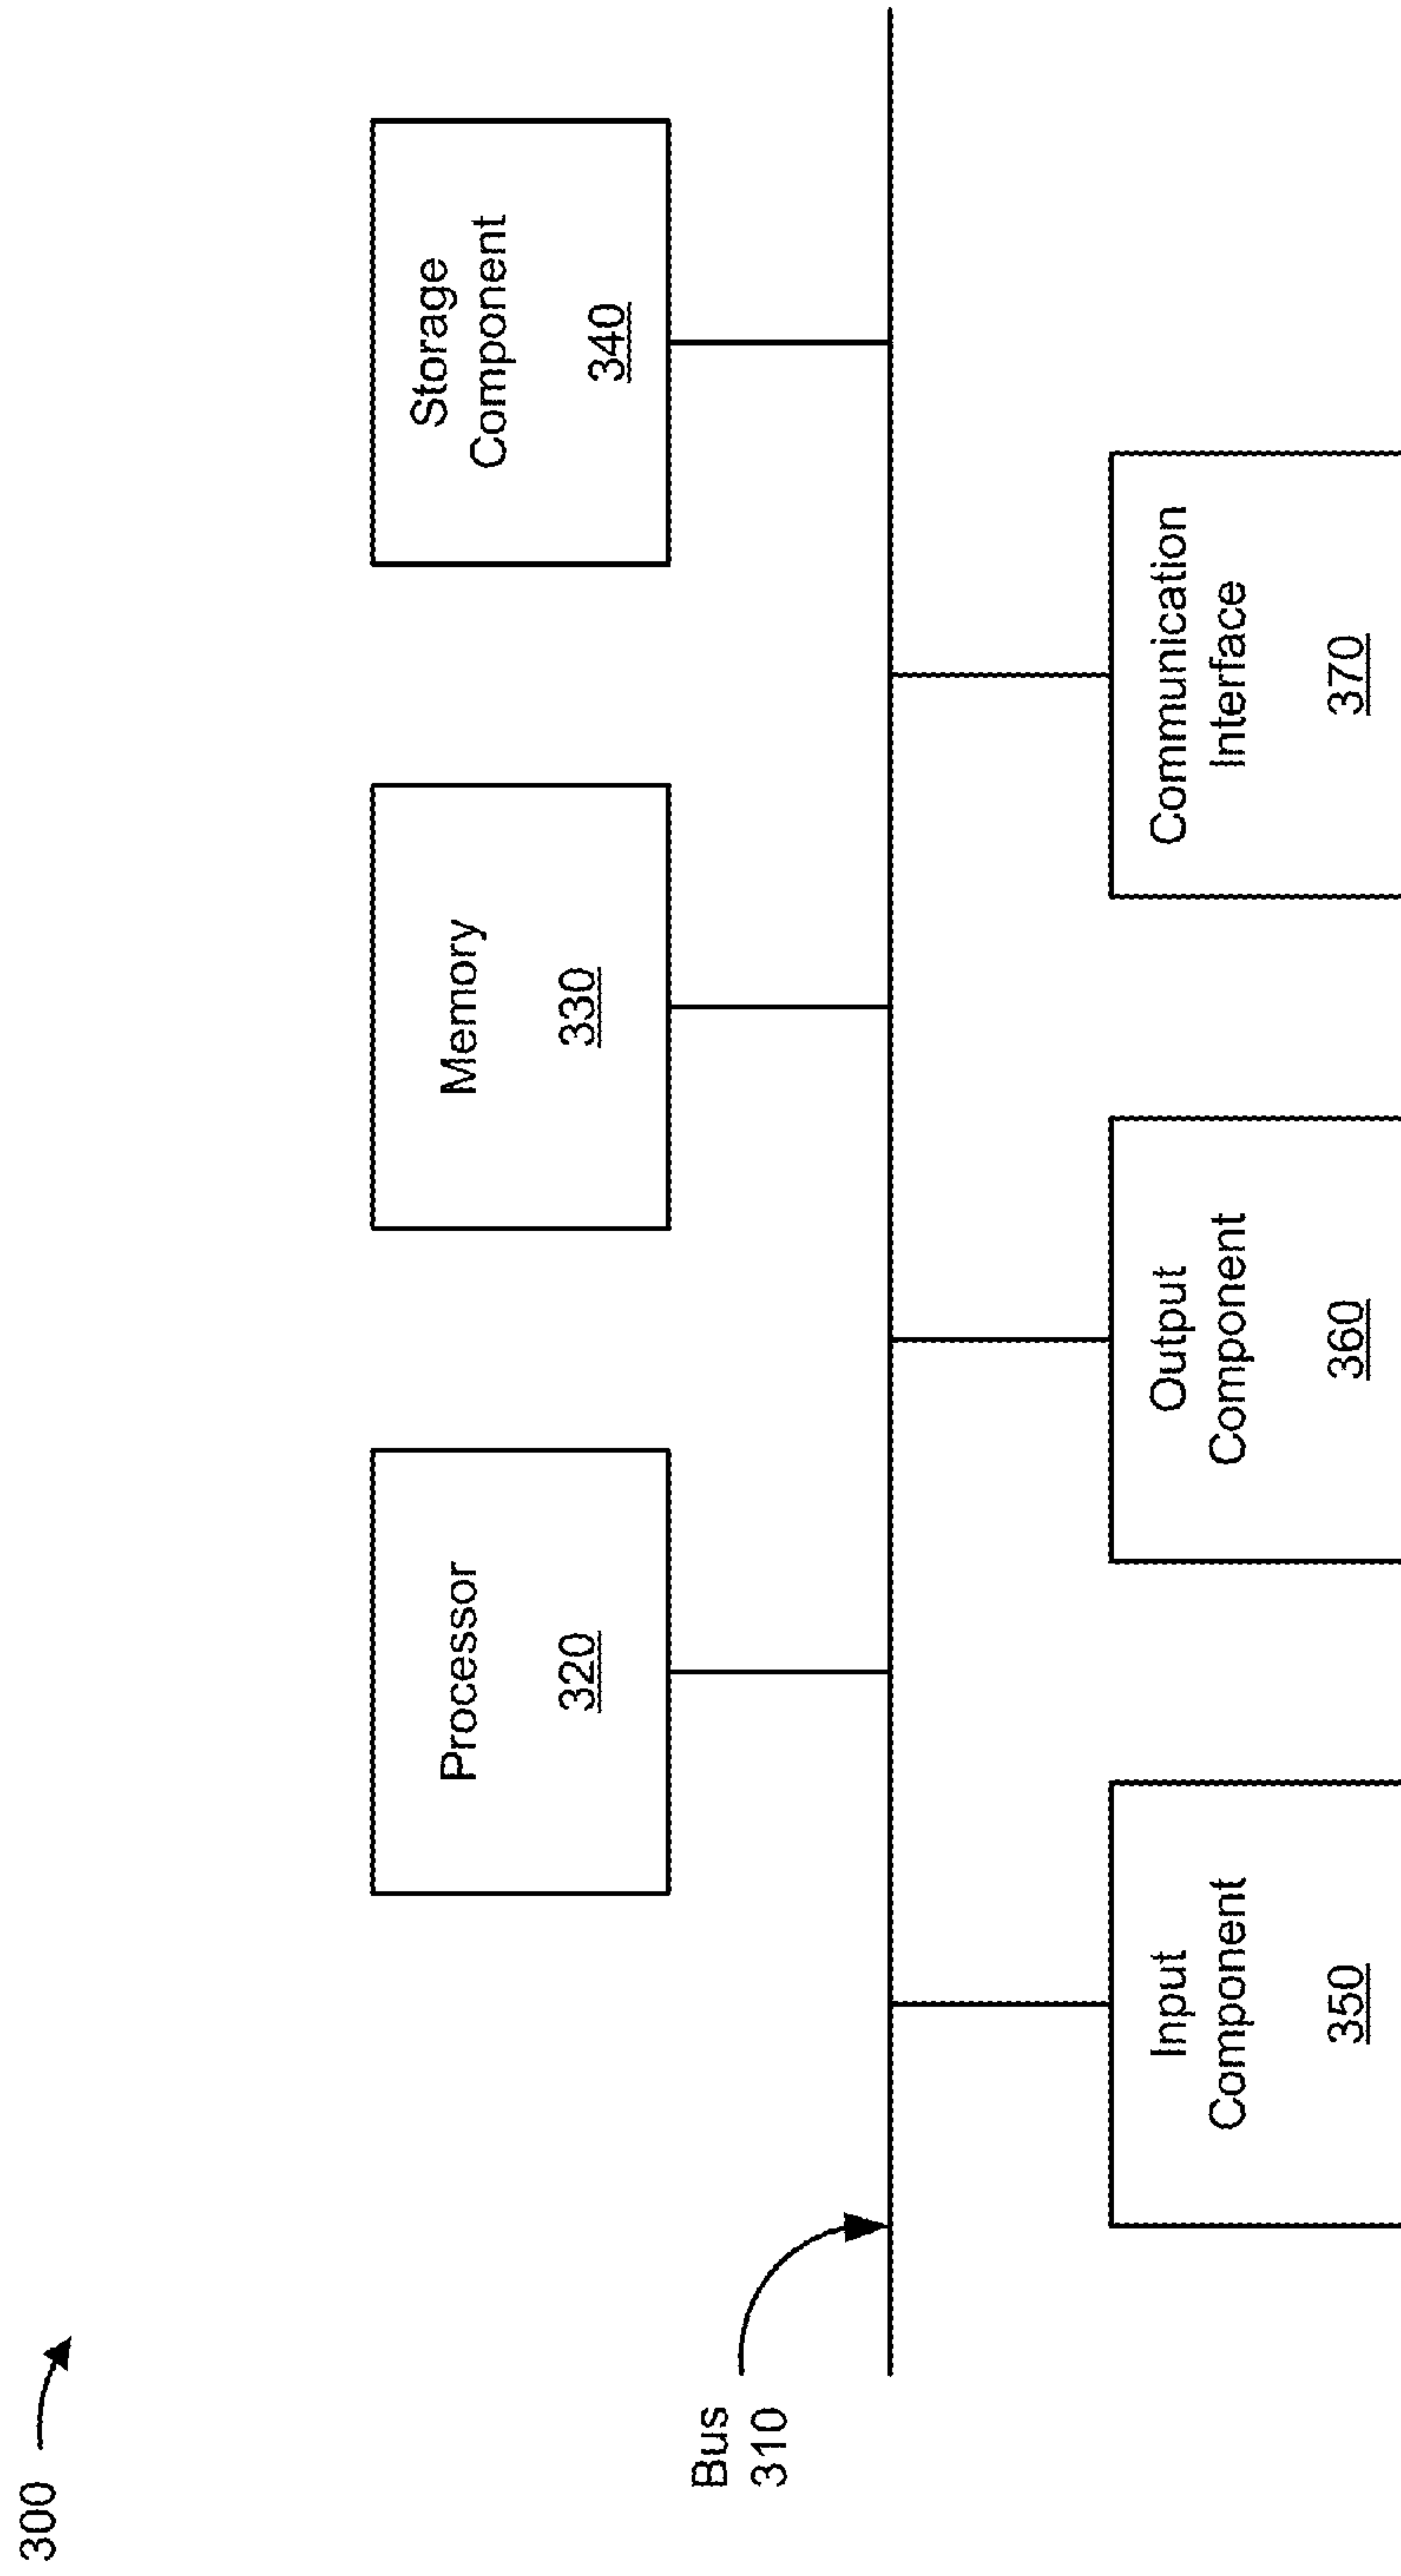 300
Processor
320
Memory
330
Storage
Component
340
Bus
310
Input
Component
350
Output
Component
360
Communication
Interface
370